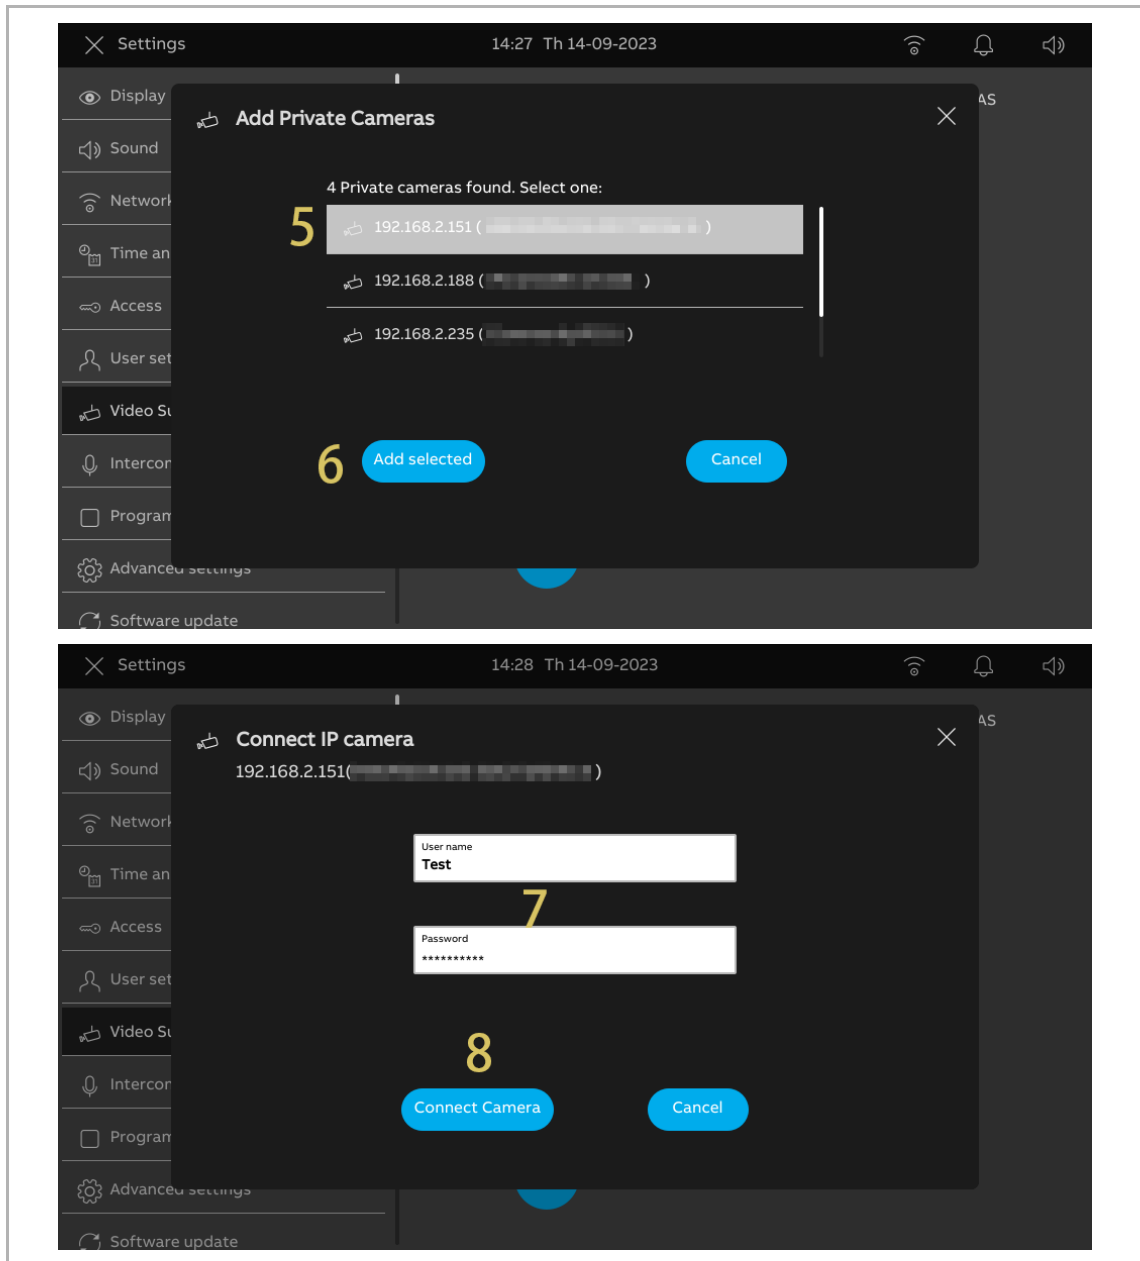 Settings 14:27 Th 14-09-2023
Display
Sound
Network
Time an
Access
User set
Video Su
Intercon
Program
Advanced settings
Software update
AS
Add Private Cameras
4 Private cameras found. Select one:
5 192.168.2.151 ( )
192.168.2.188 ( )
192.168.2.235 ( )
6 Add selected Cancel
Settings 14:28 Th 14-09-2023
Display
Sound
Network
Time an
Access
User set
Video Su
Intercon
Program
Advanced settings
Software update
AS
Connect IP camera
192.168.2.151( )
User name
Test
7
Password
**********
8
Connect Camera Cancel